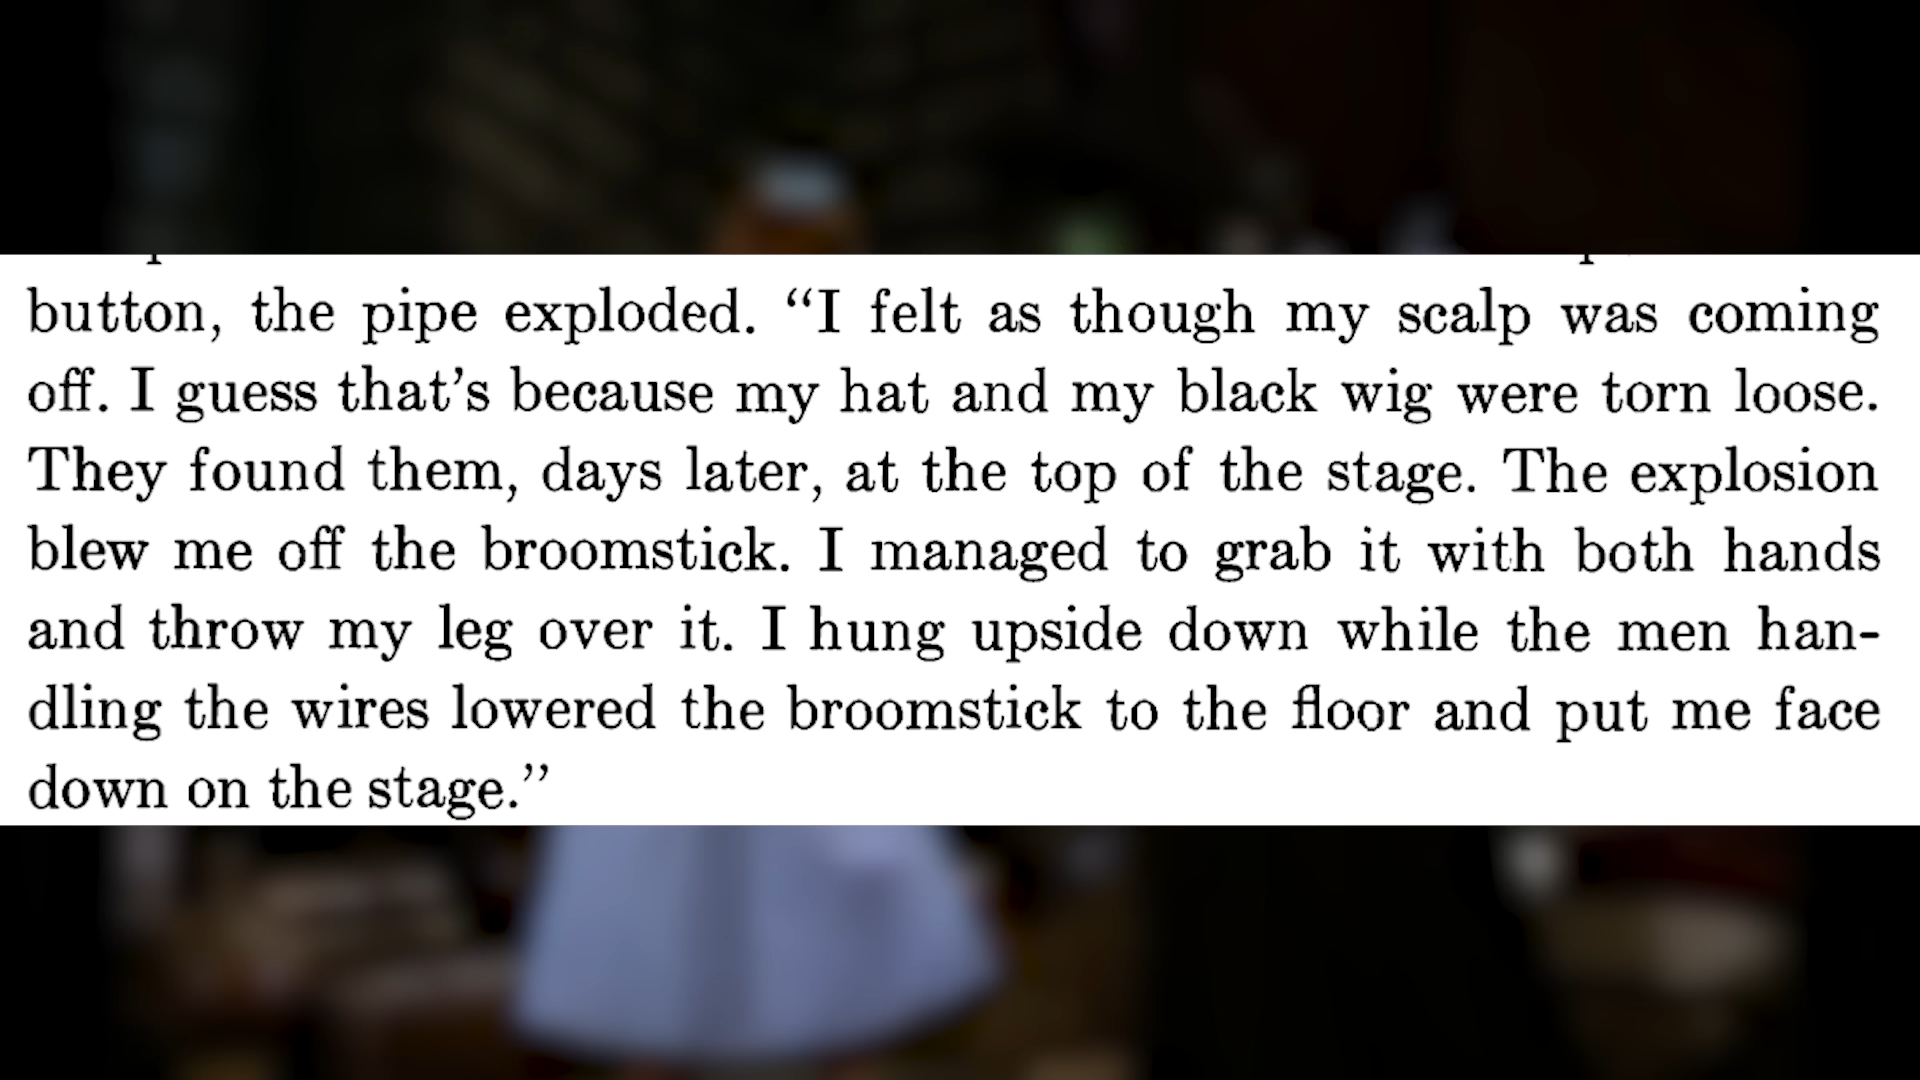 button, the pipe exploded. “I felt as though my scalp was coming
off. I guess that’s because my hat and my black wig were torn loose.
They found them, days later, at the top of the stage. The explosion
blew me off the broomstick. I managed to grab it with both hands
and throw my leg over it. I hung upside down while the men han-
dling the wires lowered the broomstick to the floor and put me face
down on the stage.”